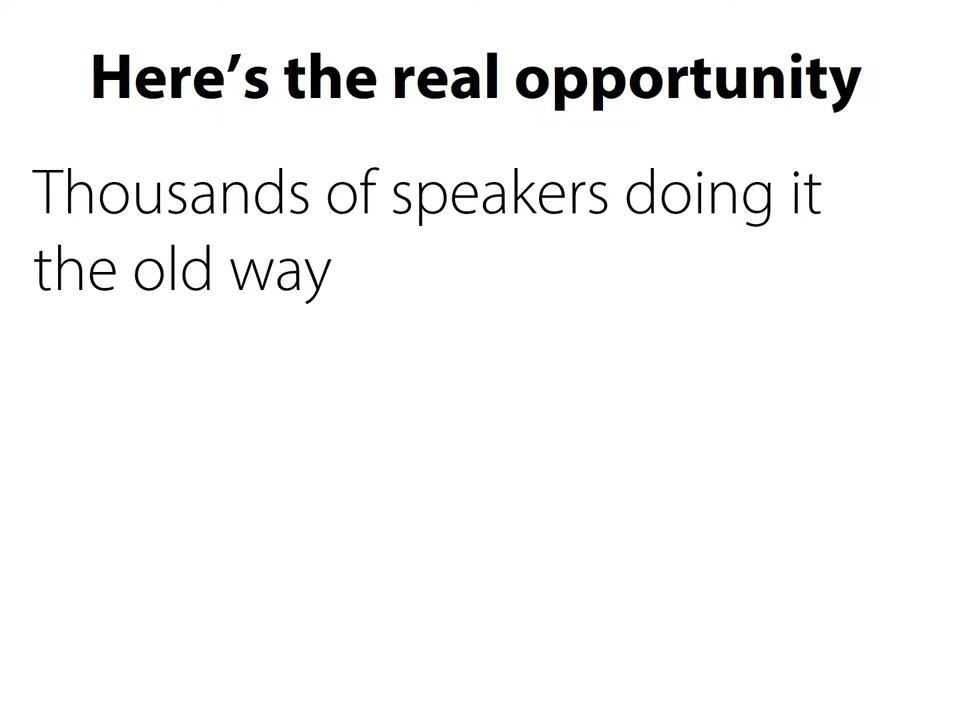 Here’s the real opportunity
Thousands of speakers doing it
the old way